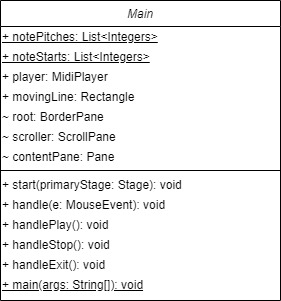 Main
+ notePitches: List<Integers>
+ noteStarts: List<Integers>
+ player: MidiPlayer
+ movingLine: Rectangle
~ root: BorderPane
~ scroller: ScrollPane
~ contentPane: Pane
+ start(primaryStage: Stage): void
+ handle(e: MouseEvent): void
+ handlePlay(): void
+ handleStop(): void
+ handleExit(): void
+ main(args: String[]): void